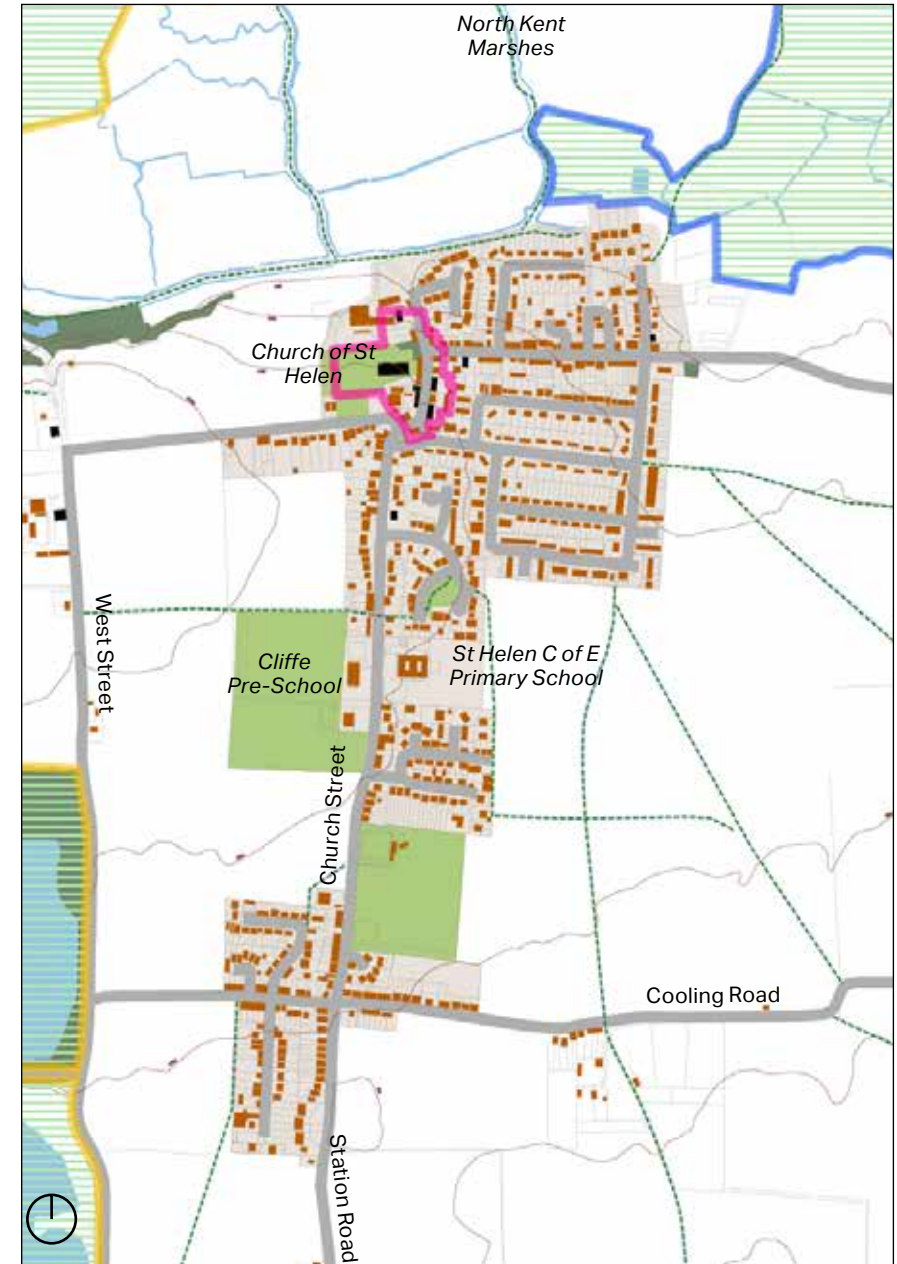 North Kent
Marshes
Church of St
Helen
West Street
Cliffe
Pre-School
St Helen C of E
Primary School
Church Street
Cooling Road
Station Road